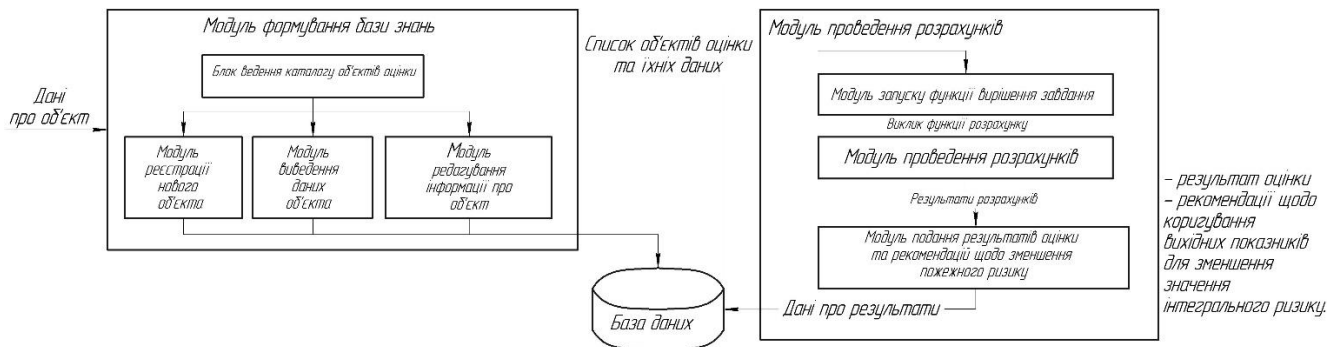 Модуль формування бази знань
Блок ведення каталогу об'єктів оцінки
Дані
про об'єкт
Модуль
реєстрації
нового
об'єкта
Модуль
виведення
даних
об'єкта
Модуль
редагування
інформації про
об'єкт
Список об'єктів оцінки
та їхніх даних
База даних
Модуль проведення розрахунків
Модуль запуску функції вирішення завдання
Виклик функції розрахунку
Модуль проведення розрахунків
Результати розрахунків
Модуль подання результатів оцінки
та рекомендацій щодо зменшення
пожежного ризику
Дані про результати
– результат оцінки
– рекомендації щодо
коригування
вихідних показників
для зменшення
значення
інтегрального ризику.